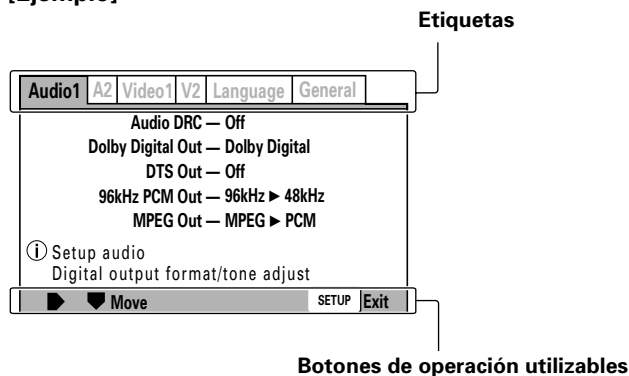 [Ejemplo]
Etiquetas
Audio1 A2 Video1 V2 Language General
Audio DRC — Off
Dolby Digital Out — Dolby Digital
DTS Out — Off
96kHz PCM Out — 96kHz ► 48kHz
MPEG Out — MPEG ► PCM
ⓘ Setup audio
Digital output format/tone adjust
Move SETUP Exit
Botones de operación utilizables